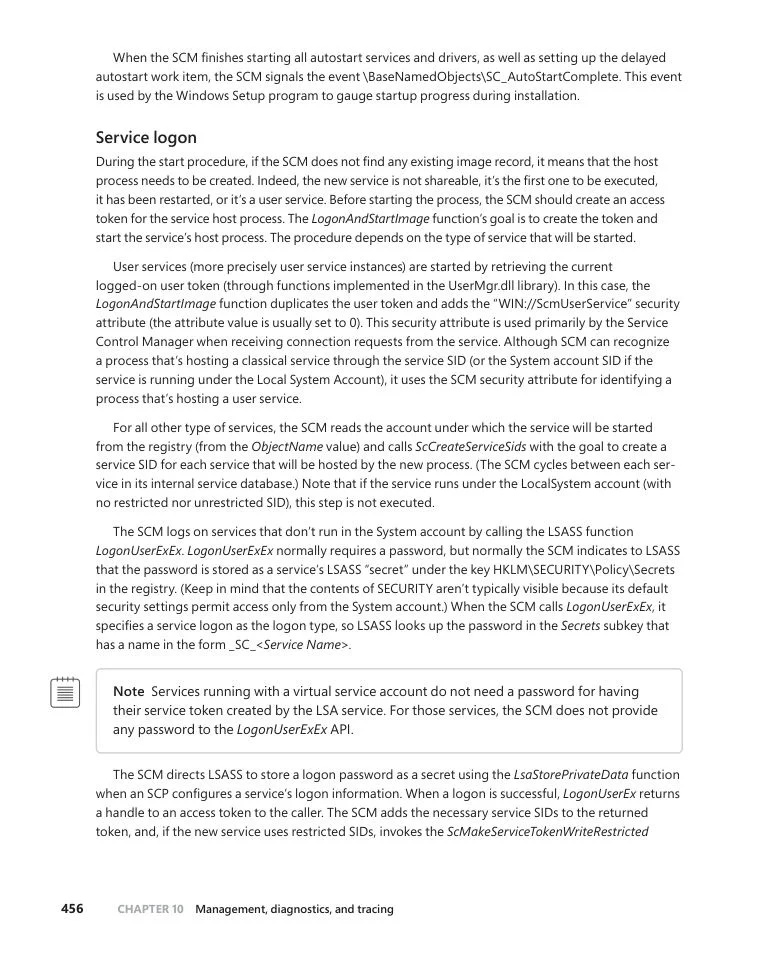 When the SCM finishes starting all autostart services and drivers, as well as setting up the delayed
autostart work item, the SCM signals the event \BaseNamedObjects\SC_AutoStartComplete. This event
is used by the Windows Setup program to gauge startup progress during installation.
Service logon
During the start procedure, if the SCM does not find any existing image record, it means that the host
process needs to be created. Indeed, the new service is not shareable, it's the first one to be executed,
it has been restarted, or it's a user service. Before starting the process, the SCM should create an access
token for the service host process. The LogonAndStartImage function's goal is to create the token and
start the service's host process. The procedure depends on the type of service that will be started.
User services (more precisely user service instances) are started by retrieving the current
logged-on user token (through functions implemented in the UserMgr.dll library). In this case, the
LogonAndStartImage function duplicates the user token and adds the "WIN://ScmUserService" security
attribute (the attribute value is usually set to 0). This security attribute is used primarily by the Service
Control Manager when receiving connection requests from the service. Although SCM can recognize
a process that's hosting a classical service through the service SID (or the System account SID if the
service is running under the Local System Account), it uses the SCM security attribute for identifying a
process that's hosting a user service.
For all other type of services, the SCM reads the account under which the service will be started
from the registry (from the ObjectName value) and calls ScCreateServiceSids with the goal to create a
service SID for each service that will be hosted by the new process. (The SCM cycles between each ser-
vice in its internal service database.) Note that if the service runs under the LocalSystem account (with
no restricted nor unrestricted SID), this step is not executed.
The SCM logs on services that don't run in the System account by calling the LSASS function
LogonUserExEx. LogonUserExEx normally requires a password, but normally the SCM indicates to LSASS
that the password is stored as a service's LSASS "secret" under the key HKLM\SECURITY\Policy\Secrets
in the registry. (Keep in mind that the contents of SECURITY aren't typically visible because its default
security settings permit access only from the System account.) When the SCM calls LogonUserExEx, it
specifies a service logon as the logon type, so LSASS looks up the password in the Secrets subkey that
has a name in the form _SC_<Service Name>.
Note Services running with a virtual service account do not need a password for having
their service token created by the LSA service. For those services, the SCM does not provide
any password to the LogonUserExEx API.
The SCM directs LSASS to store a logon password as a secret using the LsaStorePrivateData function
when an SCP configures a service's logon information. When a logon is successful, LogonUserEx returns
a handle to an access token to the caller. The SCM adds the necessary service SIDs to the returned
token, and, if the new service uses restricted SIDs, invokes the ScMakeServiceTokenWriteRestricted
456 CHAPTER 10 Management, diagnostics, and tracing